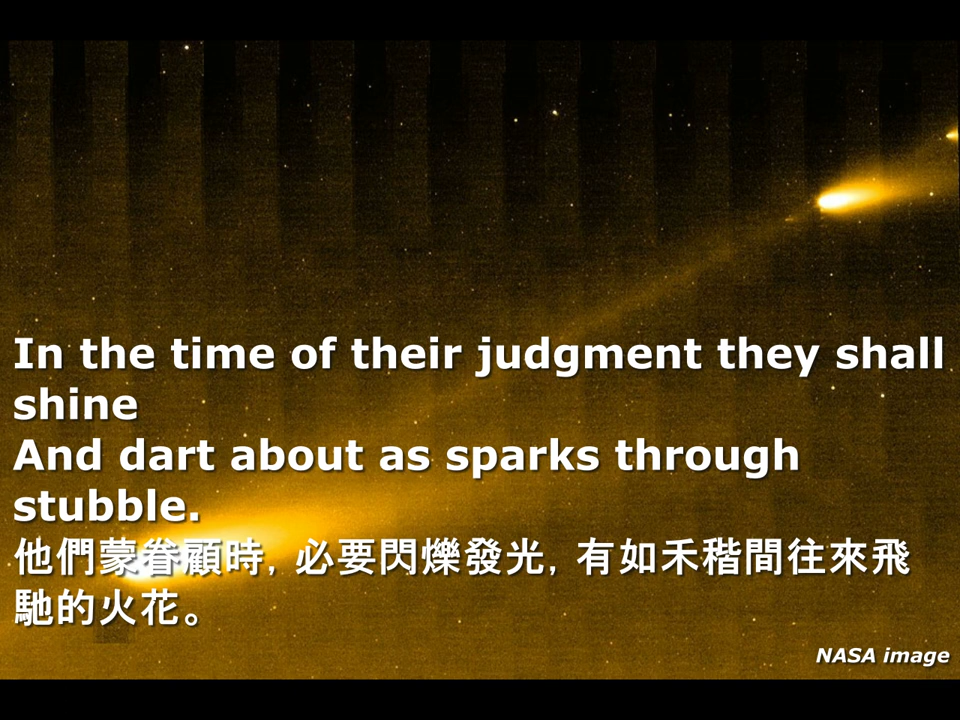 In the time of their judgment they shall
shine
And dart about as sparks through
stubble.
他們蒙眷顧時，必要閃爍發光，有如禾稭間往來飛
馳的火花。
NASA image